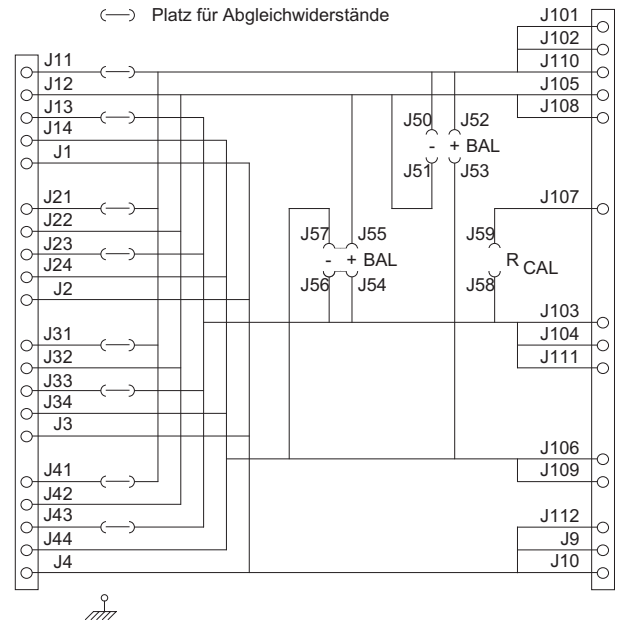 Platz für Abgleichwiderstände
J101
J102
J11
J110
J12
J105
J13
J108
J14
J50 J52
J1
- + BAL
J51 J53
J21
J107
J22
J57 J55
J59
J23
- + BAL
R CAL
J24
J56 J54
J58
J2
J103
J31
J104
J32
J111
J33
J34
J3
J106
J41
J109
J42
J43
J112
J44
J9
J4
J10